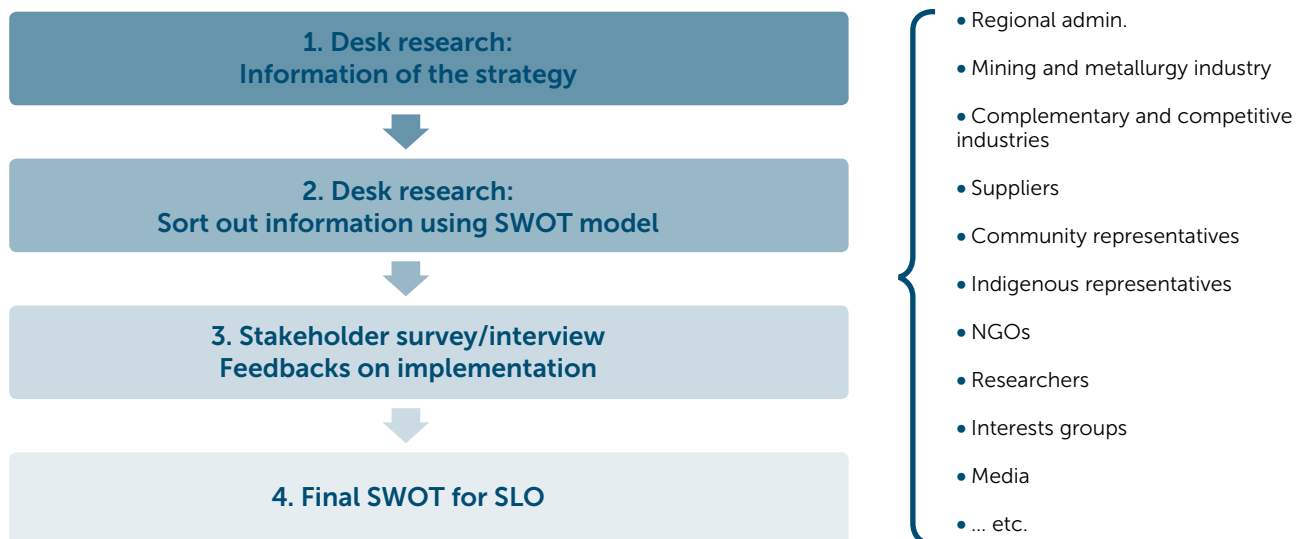 1. Desk research:
Information of the strategy
2. Desk research:
Sort out information using SWOT model
3. Stakeholder survey/interview
Feedbacks on implementation
4. Final SWOT for SLO
• Regional admin.
• Mining and metallurgy industry
• Complementary and competitive
industries
• Suppliers
• Community representatives
• Indigenous representatives
• NGOs
• Researchers
• Interests groups
• Media
• ... etc.